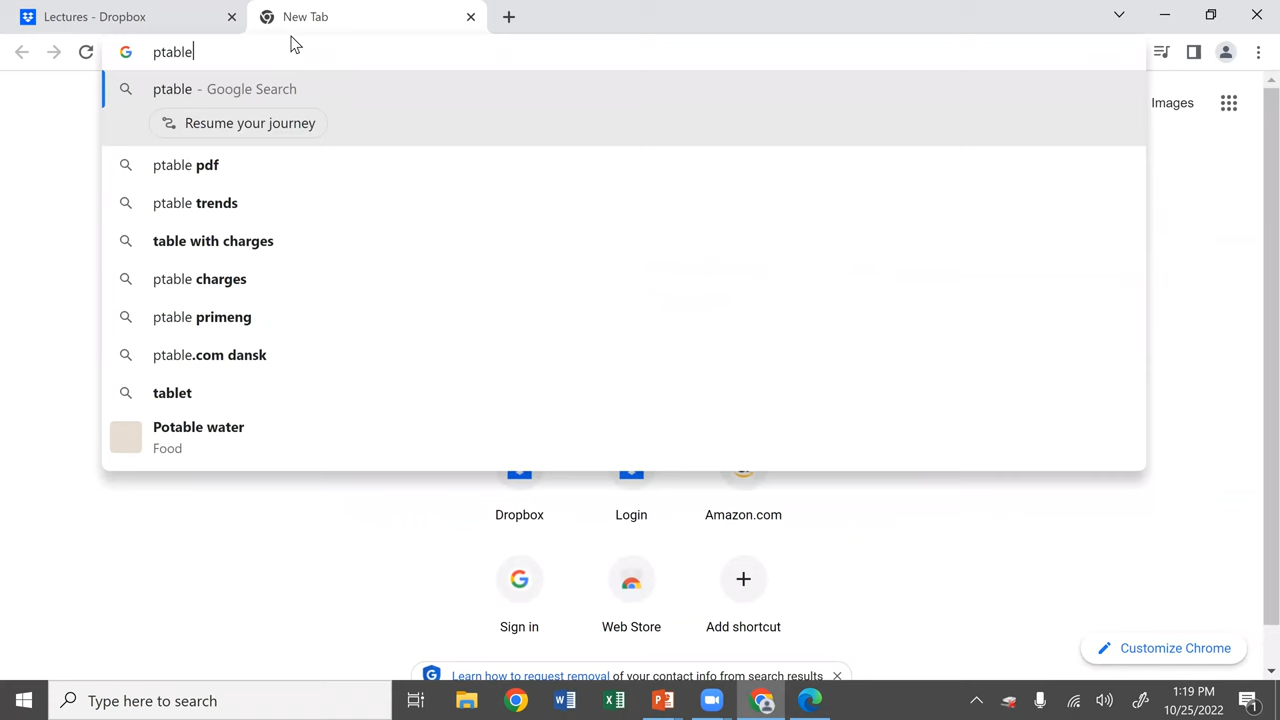 Lectures - Dropbox
New Tab
ptable
ptable - Google Search
Images
Resume your journey
ptable pdf
ptable trends
table with charges
ptable charges
ptable primeng
ptable.com dansk
tablet
Potable water
Food
Dropbox
Login
Amazon.com
Sign in
Web Store
Add shortcut
Customize Chrome
Learn how to request removal of your contact info from search results
Type here to search
1:19 PM
10/25/2022
1